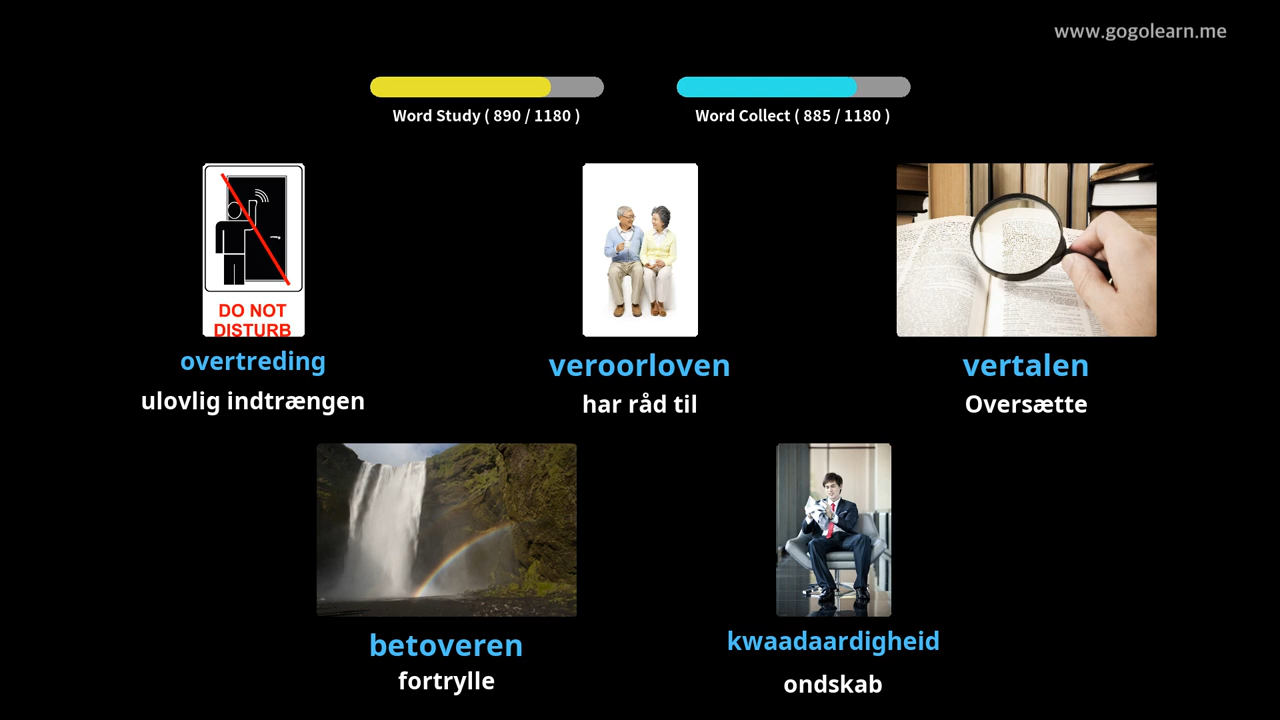 www.gogolearn.me
Word Study ( 890 / 1180 )
Word Collect ( 885 / 1180 )
DO NOT
DISTURB
overtreding
ulovlig indtrængen
veroorloven
har råd til
vertalen
Oversætte
betoveren
fortrylle
kwaadaardigheid
ondskab